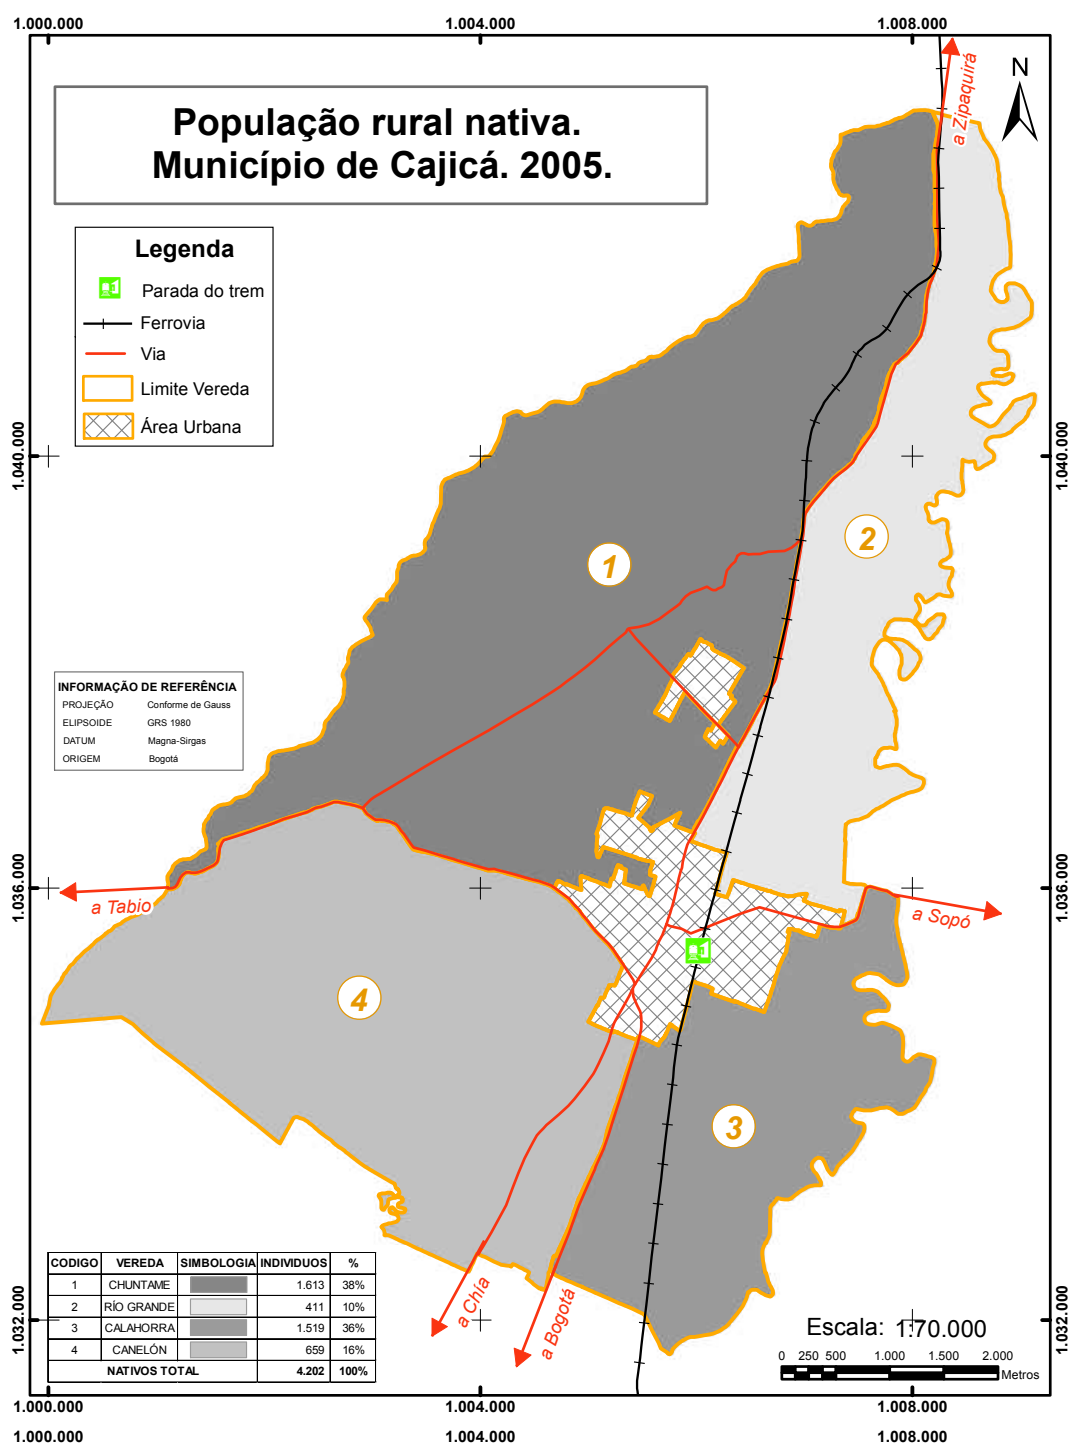 1.000.000
1.004.000
1.008.000
População rural nativa.
Município de Cajicá. 2005.
N
a Zipaquirá
Legenda
Parada do trem
Ferrovia
Via
Limite Vereda
Área Urbana
1.040.000
1.040.000
1
2
INFORMAÇÃO DE REFERÊNCIA
PROJEÇÃO Conforme de Gauss
ELIPSOIDE GRS 1980
DATUM Magna-Sirgas
ORIGEM Bogotá
1.036.000
1.036.000
a Tabio
a Sopó
4
3
CODIGO VEREDA SIMBOLOGIA INDIVIDUOS %
1 CHUNTAME 1.613 38%
2 RÍO GRANDE 411 10%
3 CALAHORRA 1.519 36%
4 CANELÓN 659 16%
NATIVOS TOTAL 4.202 100%
a Chía
a Bogotá
1.032.000
1.032.000
Escala: 1:70.000
0 250 500 1.000 1.500 2.000
Metros
1.000.000
1.004.000
1.008.000
1.000.000
1.004.000
1.008.000